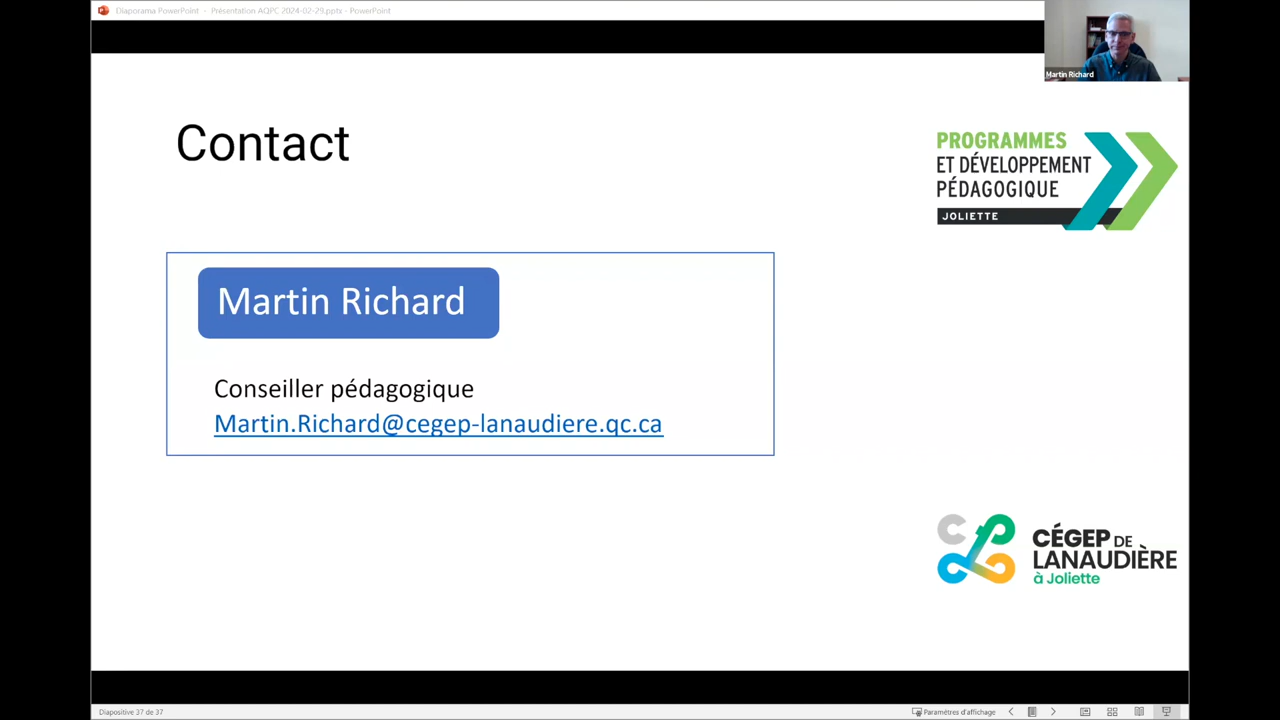 Diaporama PowerPoint - Présentation AQPC 2024-02-29.pptx - PowerPoint
Martin Richard
Contact
PROGRAMMES
ET DÉVELOPPEMENT
PÉDAGOGIQUE
JOLIETTE
Martin Richard
Conseiller pédagogique
Martin.Richard@cegep-lanaudiere.qc.ca
CÉGEP DE
LANAUDIÈRE
à Joliette
Diapositive 37 de 37
Paramètres d'affichage